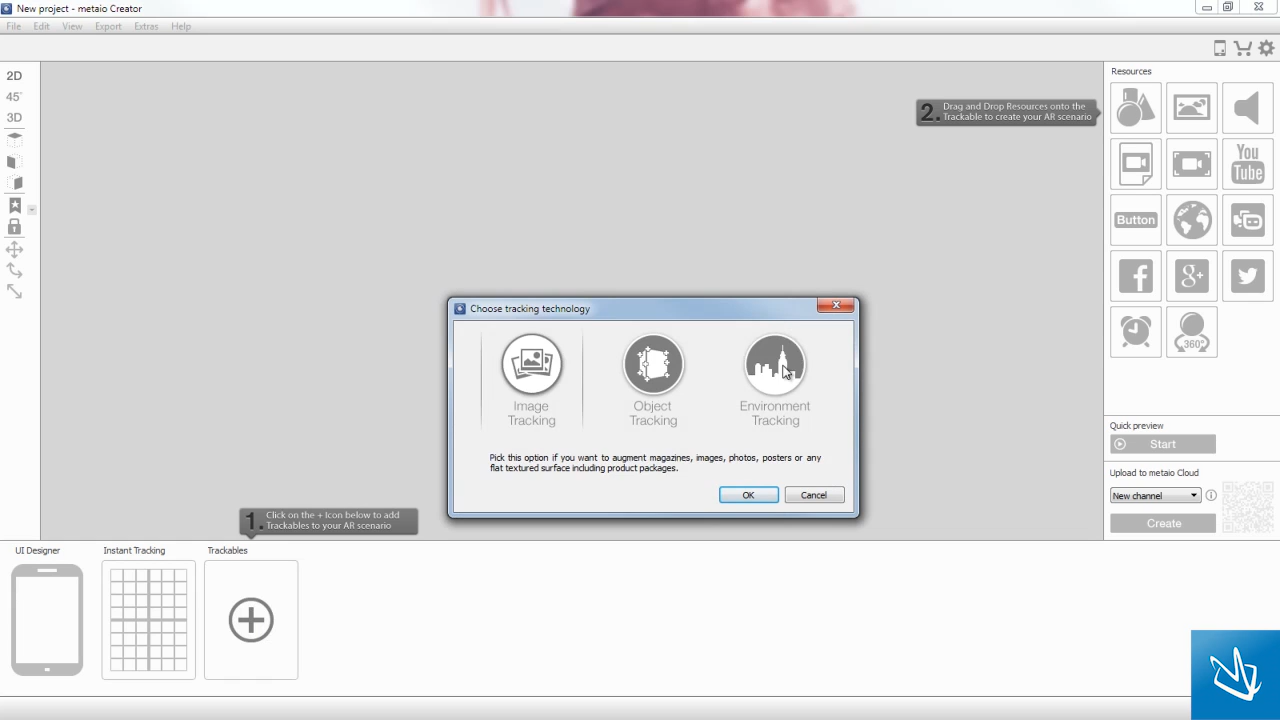 New project - metaio Creator
File Edit View Export Extras Help
2D
45°
3D
Resources
2. Drag and Drop Resources onto the
Trackable to create your AR scenario
You
Tube
Button
f
g+
360°
Choose tracking technology
Image
Tracking
Object
Tracking
Environment
Tracking
Pick this option if you want to augment magazines, images, photos, posters or any
flat textured surface including product packages.
OK Cancel
Quick preview
Start
Upload to metaio Cloud
New channel
i
Create
1. Click on the + Icon below to add
Trackables to your AR scenario
UI Designer Instant Tracking Trackables